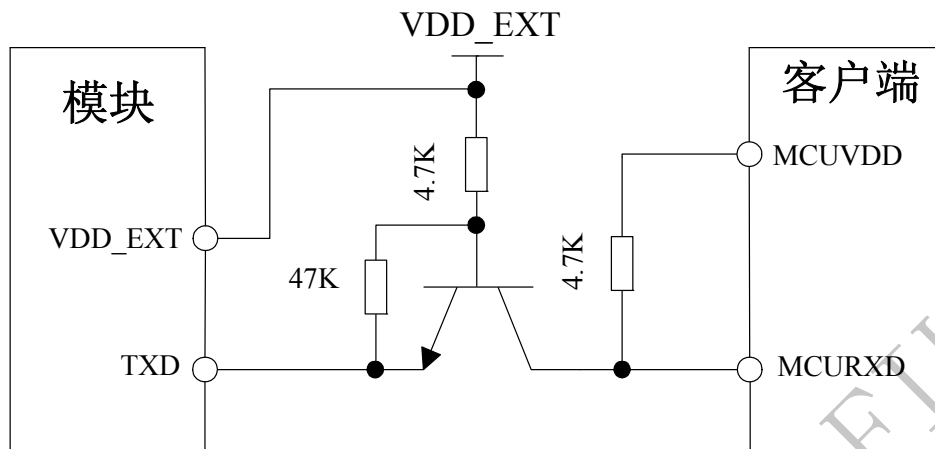 VDD_EXT
模块
客户端
4.7K
MCUVDD
VDD_EXT
47K
4.7K
TXD
MCURXD